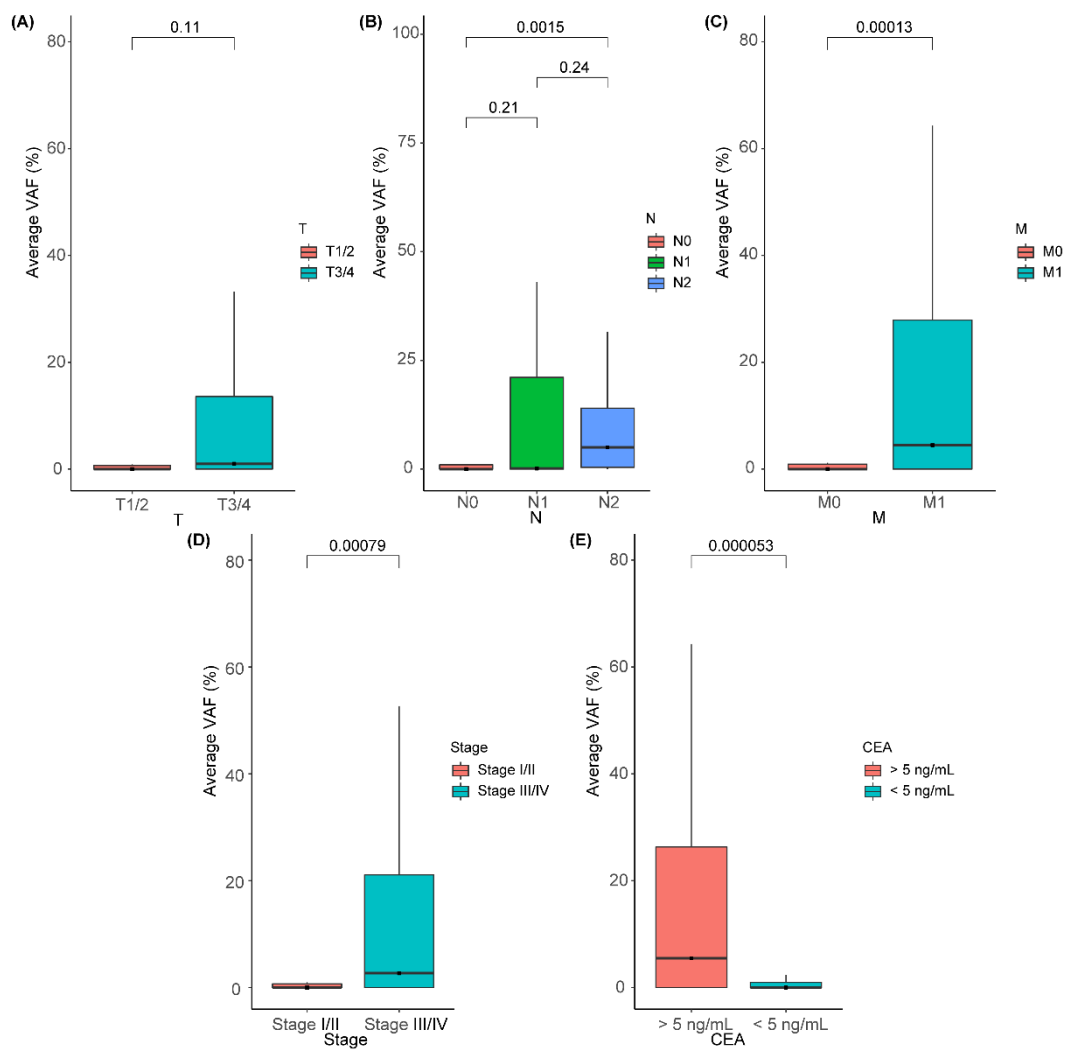 (A)
0.11
80
60
40
20
0
Average VAF (%)
T1/2
T3/4
T
T
T1/2
T3/4
(B)
0.0015
0.24
0.21
100
75
50
25
0
Average VAF (%)
N0
N1
N2
N
N
N0
N1
N2
(C)
0.00013
80
60
40
20
0
Average VAF (%)
M0
M1
M
M
M0
M1
(D)
0.00079
80
60
40
20
0
Average VAF (%)
Stage I/II
Stage III/IV
Stage
Stage
Stage I/II
Stage III/IV
(E)
0.000053
80
60
40
20
0
Average VAF (%)
> 5 ng/mL
< 5 ng/mL
CEA
CEA
> 5 ng/mL
< 5 ng/mL